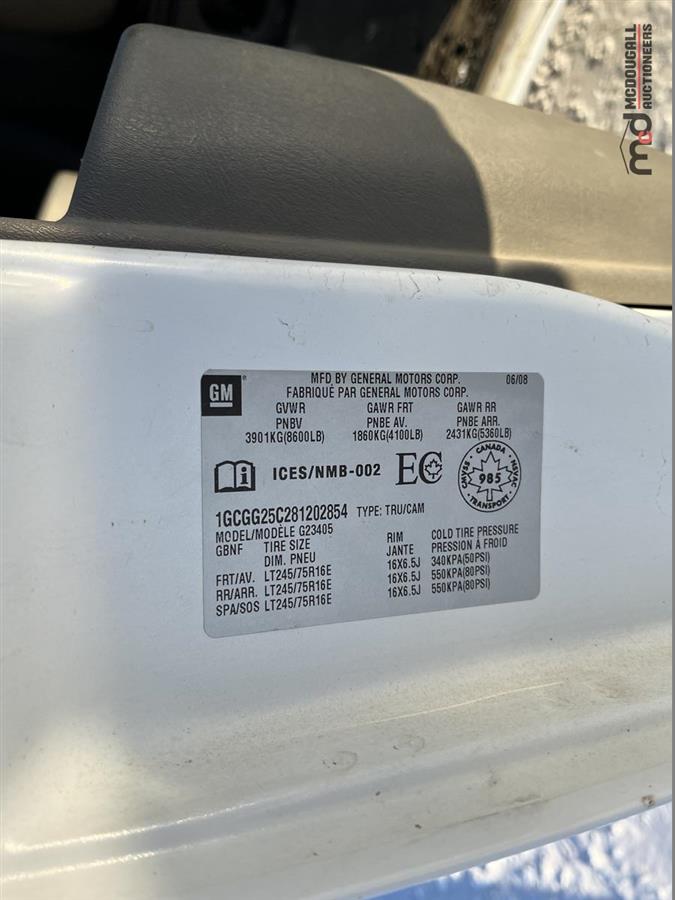 McDOUGALL
AUCTIONEERS
mcd
GM
MFD BY GENERAL MOTORS CORP. 06/08
FABRIQUÉ PAR GENERAL MOTORS CORP.
GVWR GAWR FRT GAWR RR
PNBV PNBE AV. PNBE ARR.
3901KG(8600LB) 1860KG(4100LB) 2431KG(5360LB)
ICES/NMB-002 EC
CANADA
CMVSS NSVAC
985
TRANSPORT
1GCGG25C281202854 TYPE: TRU/CAM
MODEL/MODÈLE G23405
GBNF TIRE SIZE RIM COLD TIRE PRESSURE
DIM. PNEU JANTE PRESSION À FROID
FRT/AV. LT245/75R16E 16X6.5J 340KPA(50PSI)
RR/ARR. LT245/75R16E 16X6.5J 550KPA(80PSI)
SPA/SOS LT245/75R16E 16X6.5J 550KPA(80PSI)